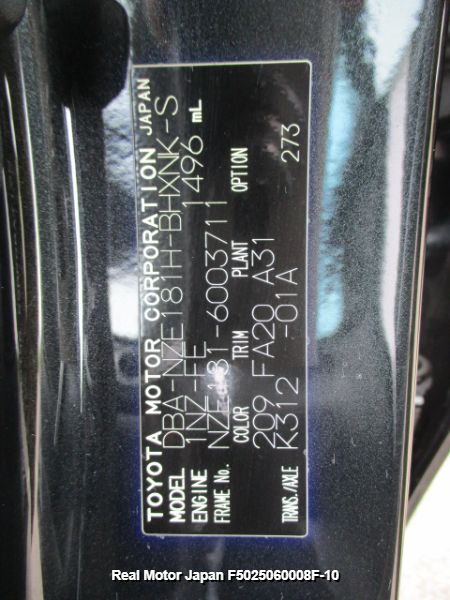 TOYOTA MOTOR CORPORATION JAPAN
MODEL DBA-NZE181H-BHXNK-S
ENGINE 1NZ-FE 1496 mL
FRAME No. NZE181-6003711
COLOR TRIM PLANT OPTION
209 FA20 A31 273
TRANS./AXLE K312 -01A
Real Motor Japan F5025060008F-10